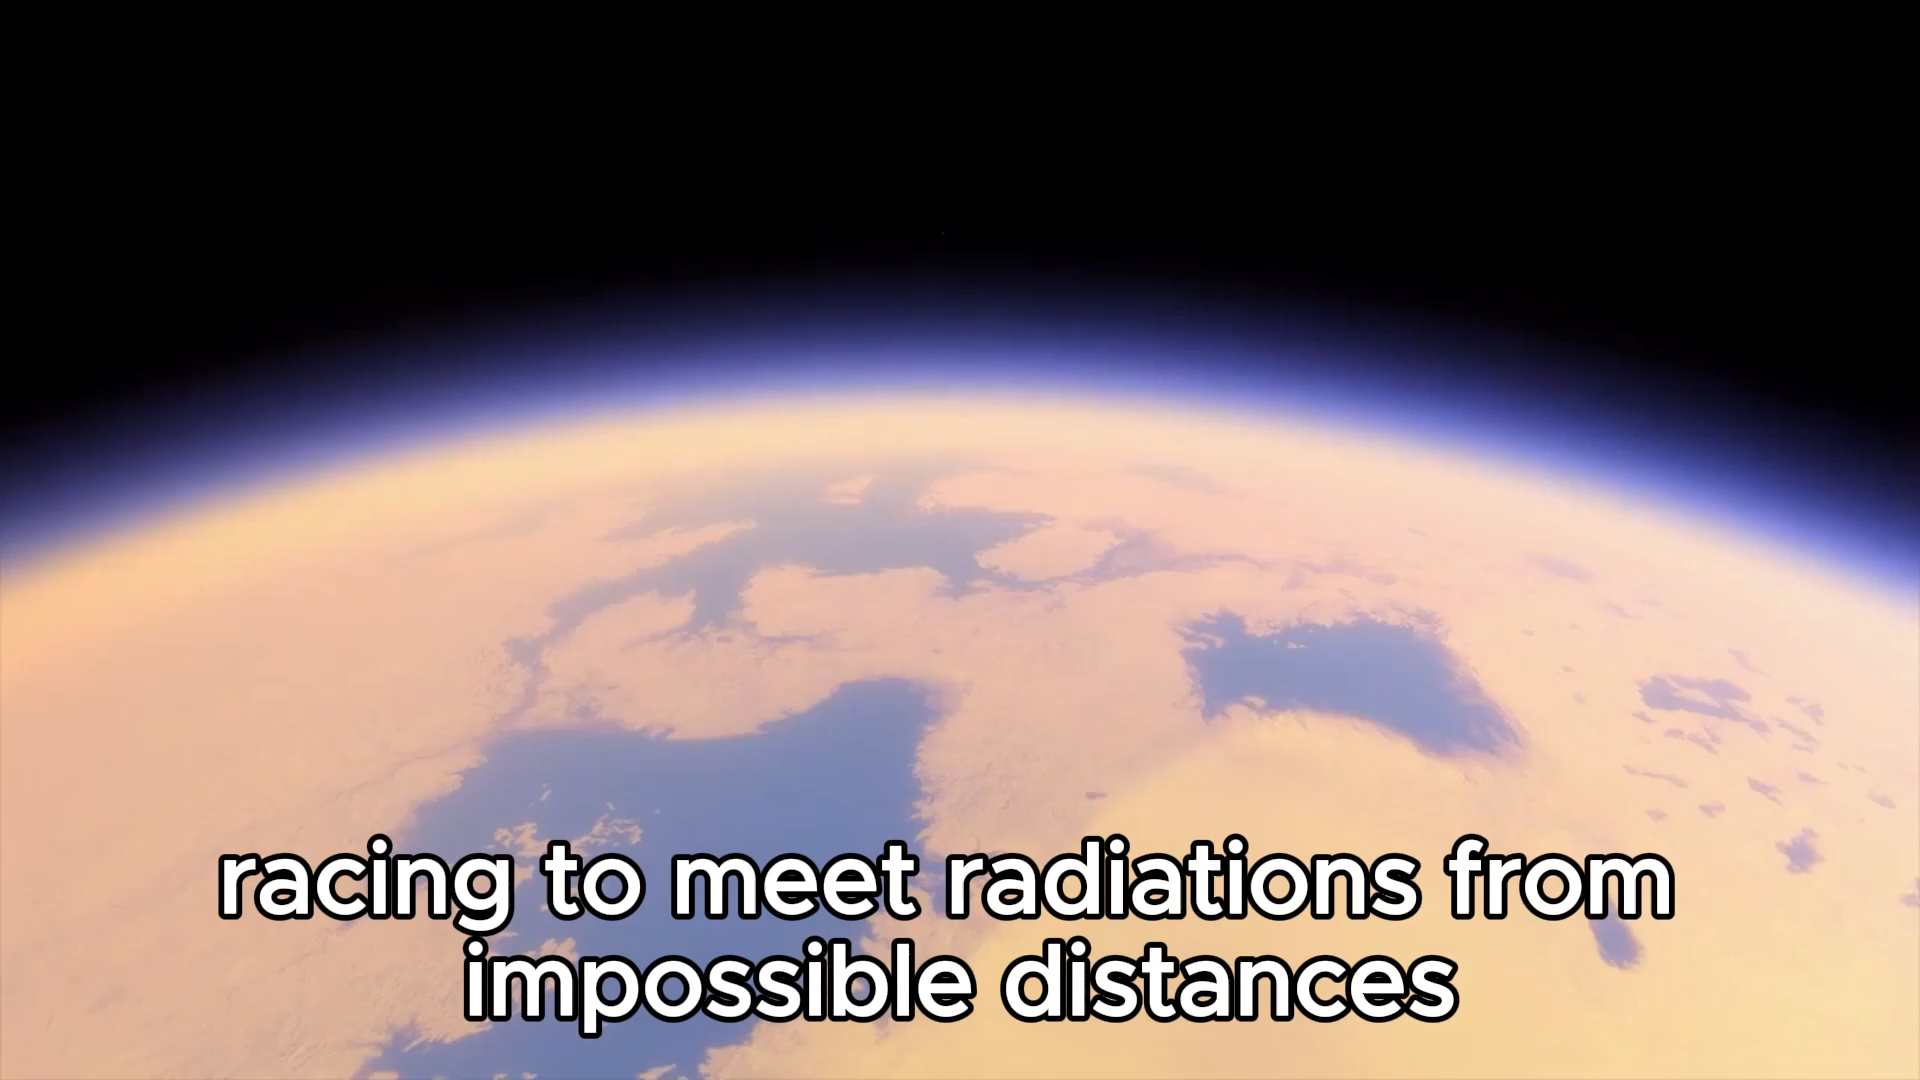 racing to meet radiations from
impossible distances